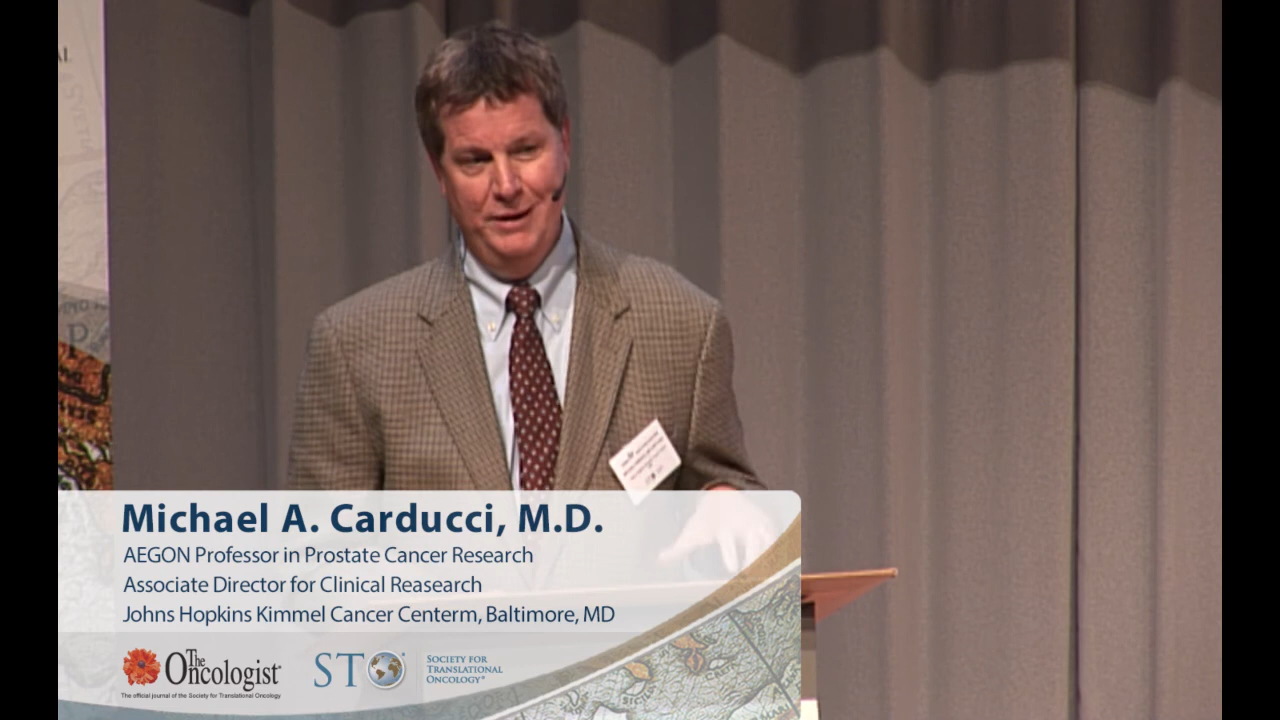 Michael A. Carducci, M.D.
AEGON Professor in Prostate Cancer Research
Associate Director for Clinical Reasearch
Johns Hopkins Kimmel Cancer Centerm, Baltimore, MD
The Oncologist®
The official journal of the Society for Translational Oncology
STO
SOCIETY FOR
TRANSLATIONAL
ONCOLOGY®